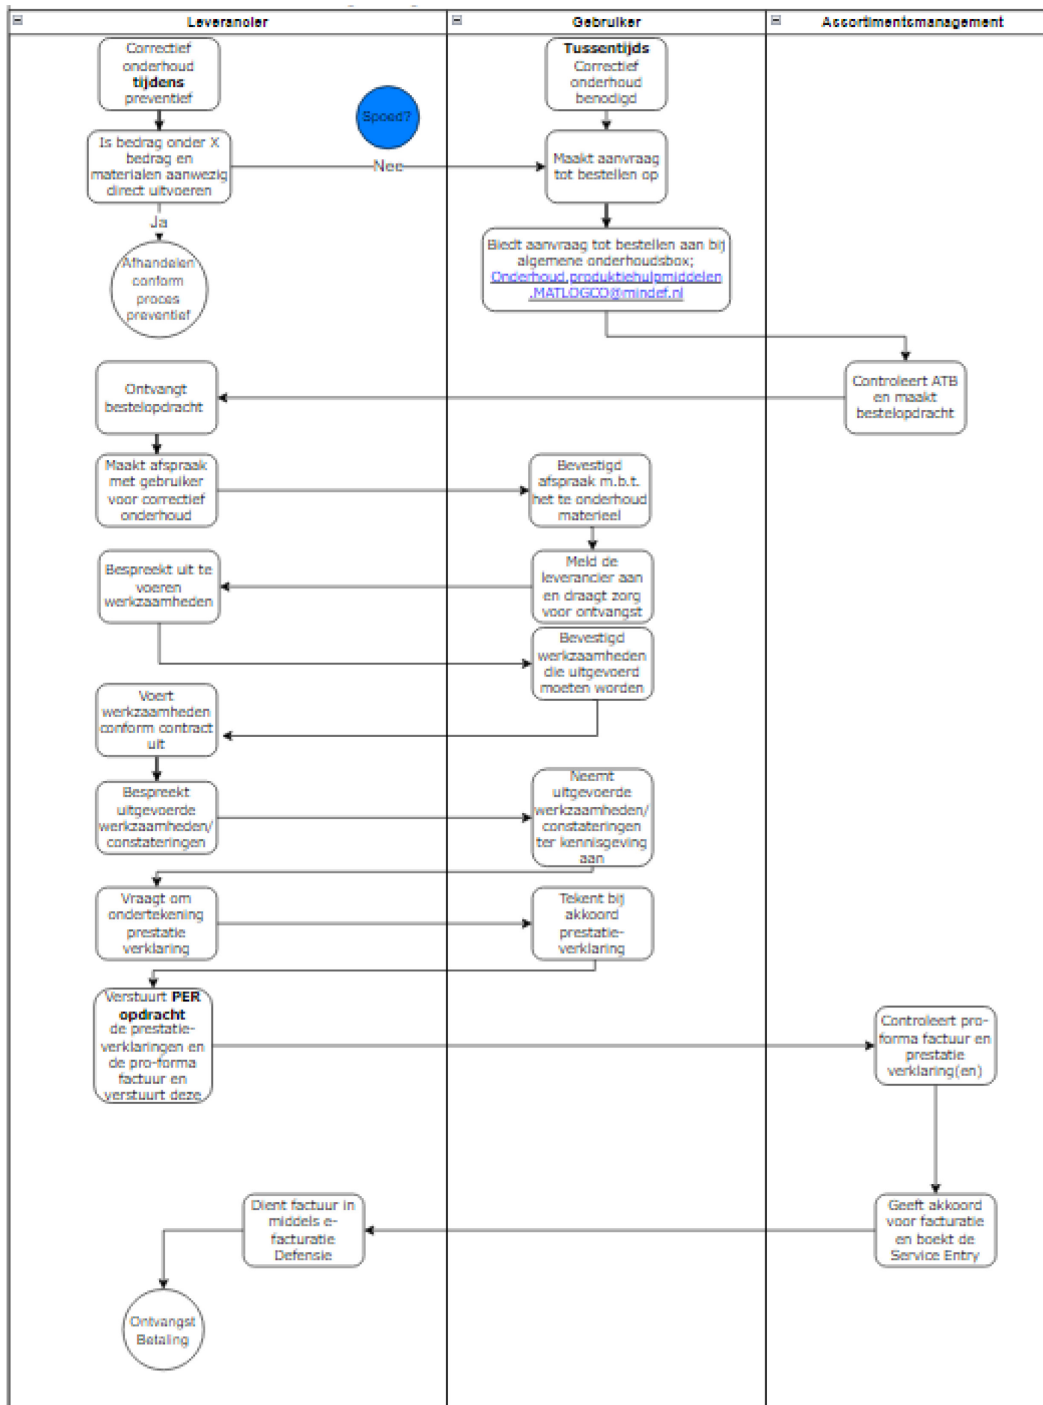 Leverancier
Gebruiker
Assortimentsmanagement
Correctief
onderhoud
tijdens
preventief
Spoed?
Tussentijds
Correctief
onderhoud
benodigd
Is bedrag onder X
bedrag en
materialen aanwezig
direct uitvoeren
Nee
Maakt aanvraag
tot bestellen op
Ja
Afhandelen
conform
proces
preventief
Biedt aanvraag tot bestellen aan bij
algemene onderhoudsbox;
Onderhoud.produktiehulpmiddelen
.MATLOGCO@mindef.nl
Controleert ATB
en maakt
bestelopdracht
Ontvangt
bestelopdracht
Maakt afspraak
met gebruiker
voor correctief
onderhoud
Bevestigd
afspraak m.b.t.
het te onderhoud
materieel
Meld de
leverancier aan
en draagt zorg
voor ontvangst
Bespreekt uit te
voeren
werkzaamheden
Bevestigd
werkzaamheden
die uitgevoerd
moeten worden
Voert
werkzaamheden
conform contract
uit
Bespreekt
uitgevoerde
werkzaamheden/
constateringen
Neemt
uitgevoerde
werkzaamheden/
constateringen
ter kennisgeving
aan
Vraagt om
ondertekening
prestatie
verklaring
Tekent bij
akkoord
prestatie-
verklaring
Verstuurt PER
opdracht
de prestatie-
verklaringen en
de pro-forma
factuur en
verstuurt deze
Controleert pro-
forma factuur en
prestatie
verklaring(en)
Geeft akkoord
voor facturatie
en boekt de
Service Entry
Dient factuur in
middels e-
facturatie
Defensie
Ontvangst
Betaling